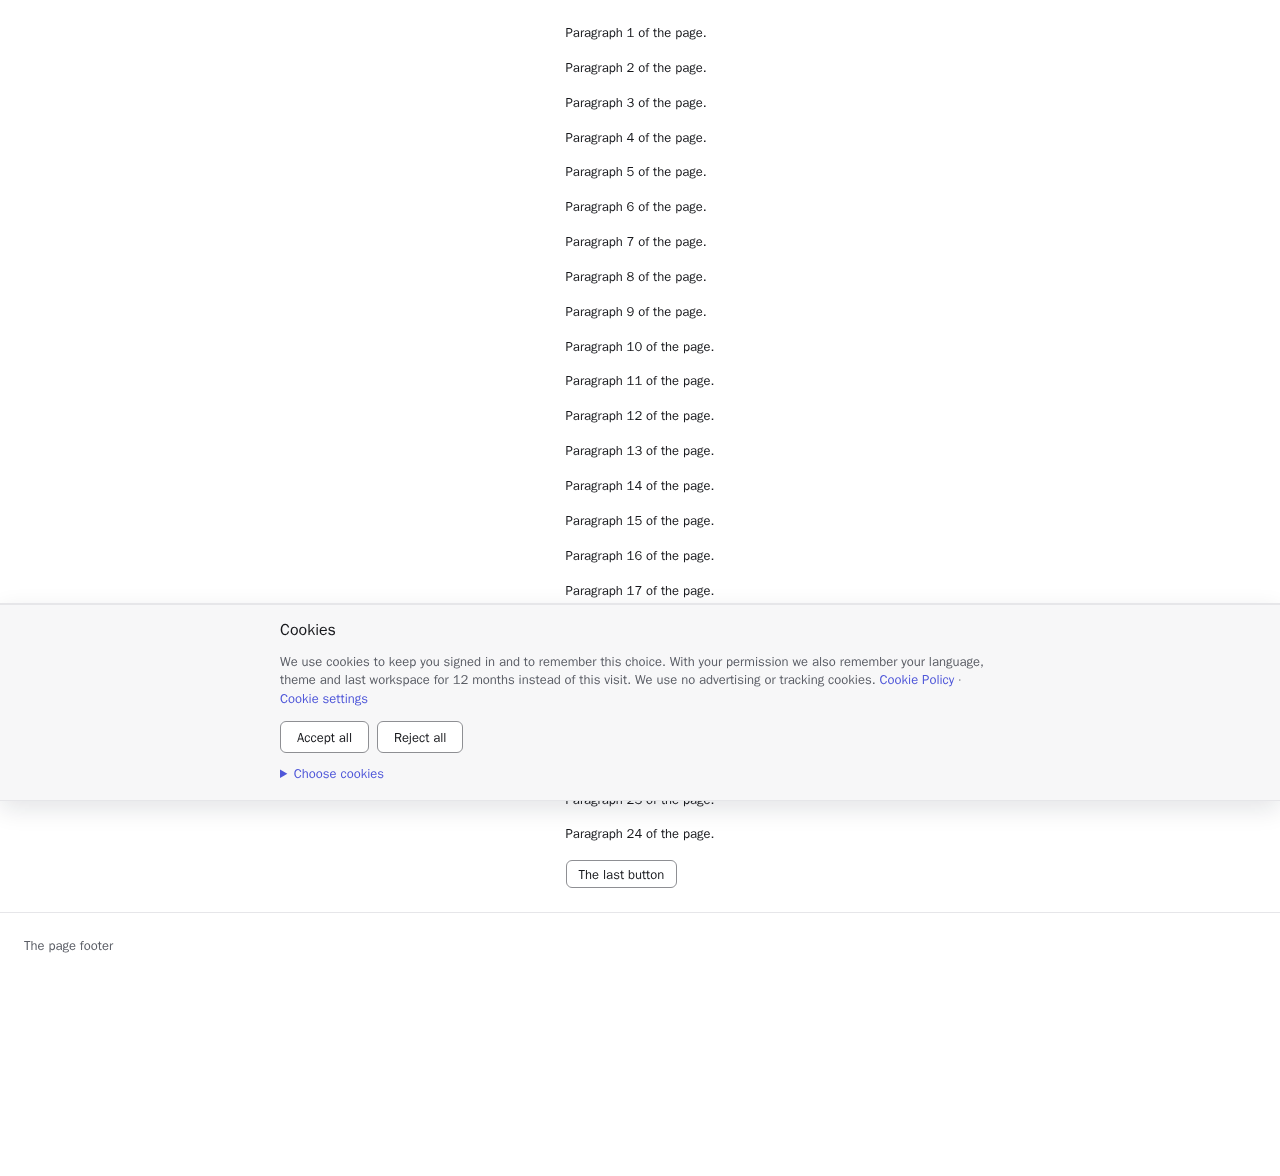 Paragraph 1 of the page.
Paragraph 2 of the page.
Paragraph 3 of the page.
Paragraph 4 of the page.
Paragraph 5 of the page.
Paragraph 6 of the page.
Paragraph 7 of the page.
Paragraph 8 of the page.
Paragraph 9 of the page.
Paragraph 10 of the page.
Paragraph 11 of the page.
Paragraph 12 of the page.
Paragraph 13 of the page.
Paragraph 14 of the page.
Paragraph 15 of the page.
Paragraph 16 of the page.
Paragraph 17 of the page.
Cookies
We use cookies to keep you signed in and to remember this choice. With your permission we also remember your language,
theme and last workspace for 12 months instead of this visit. We use no advertising or tracking cookies. Cookie Policy ·
Cookie settings
Accept all Reject all
Choose cookies
Paragraph 23 of the page.
Paragraph 24 of the page.
The last button
The page footer